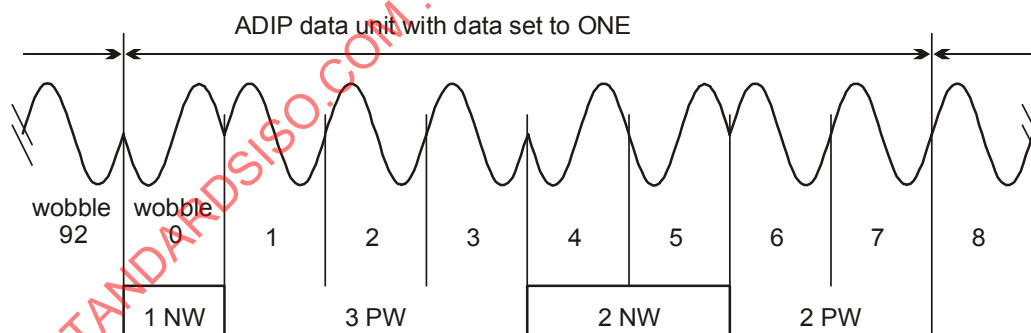 ADIP data unit with data set to ONE
wobble 92
wobble 0
1
2
3
4
5
6
7
8
1 NW
3 PW
2 NW
2 PW
STANDARDSISO.COM